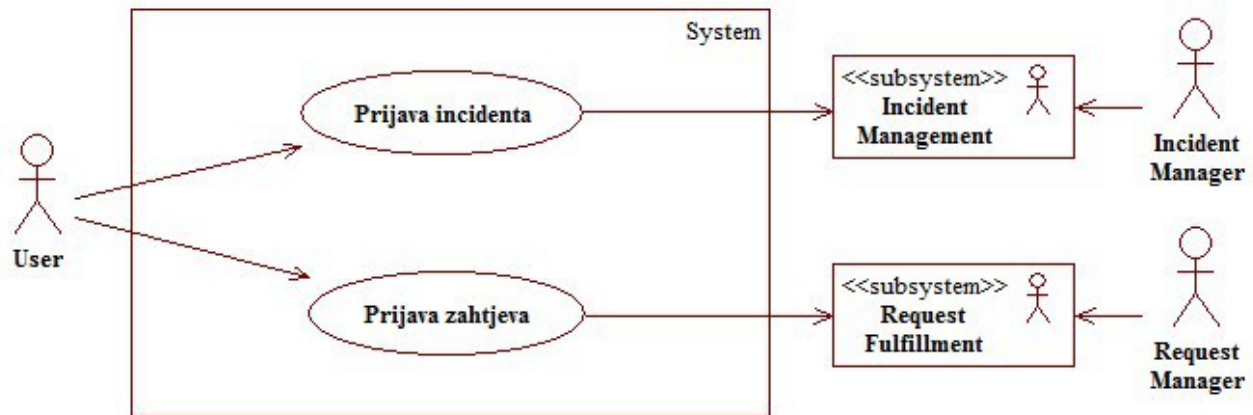 System
<<subsystem>>
Incident
Management
Prijava incidenta
Incident
Manager
User
<<subsystem>>
Request
Fulfillment
Prijava zahtjeva
Request
Manager